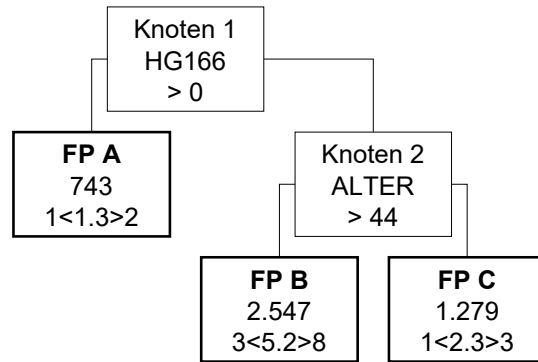 Knoten 1
HG166
> 0
FP A
743
1<1.3>2
Knoten 2
ALTER
> 44
FP B
2.547
3<5.2>8
FP C
1.279
1<2.3>3